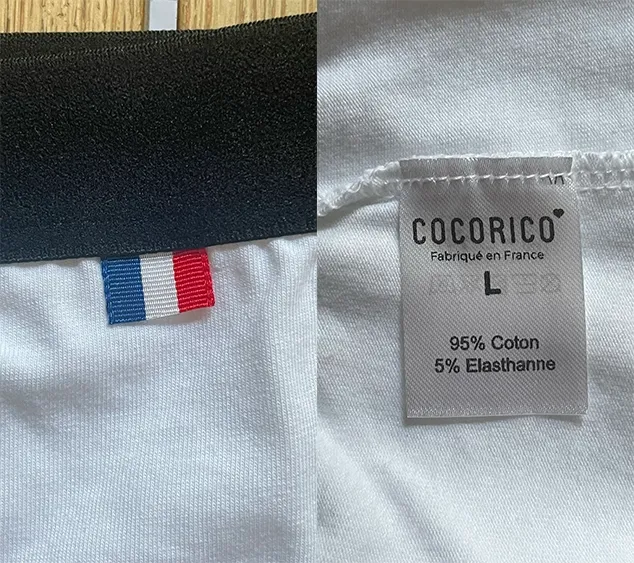 COCORICO
Fabriqué en France
L
95% Coton
5% Elasthanne